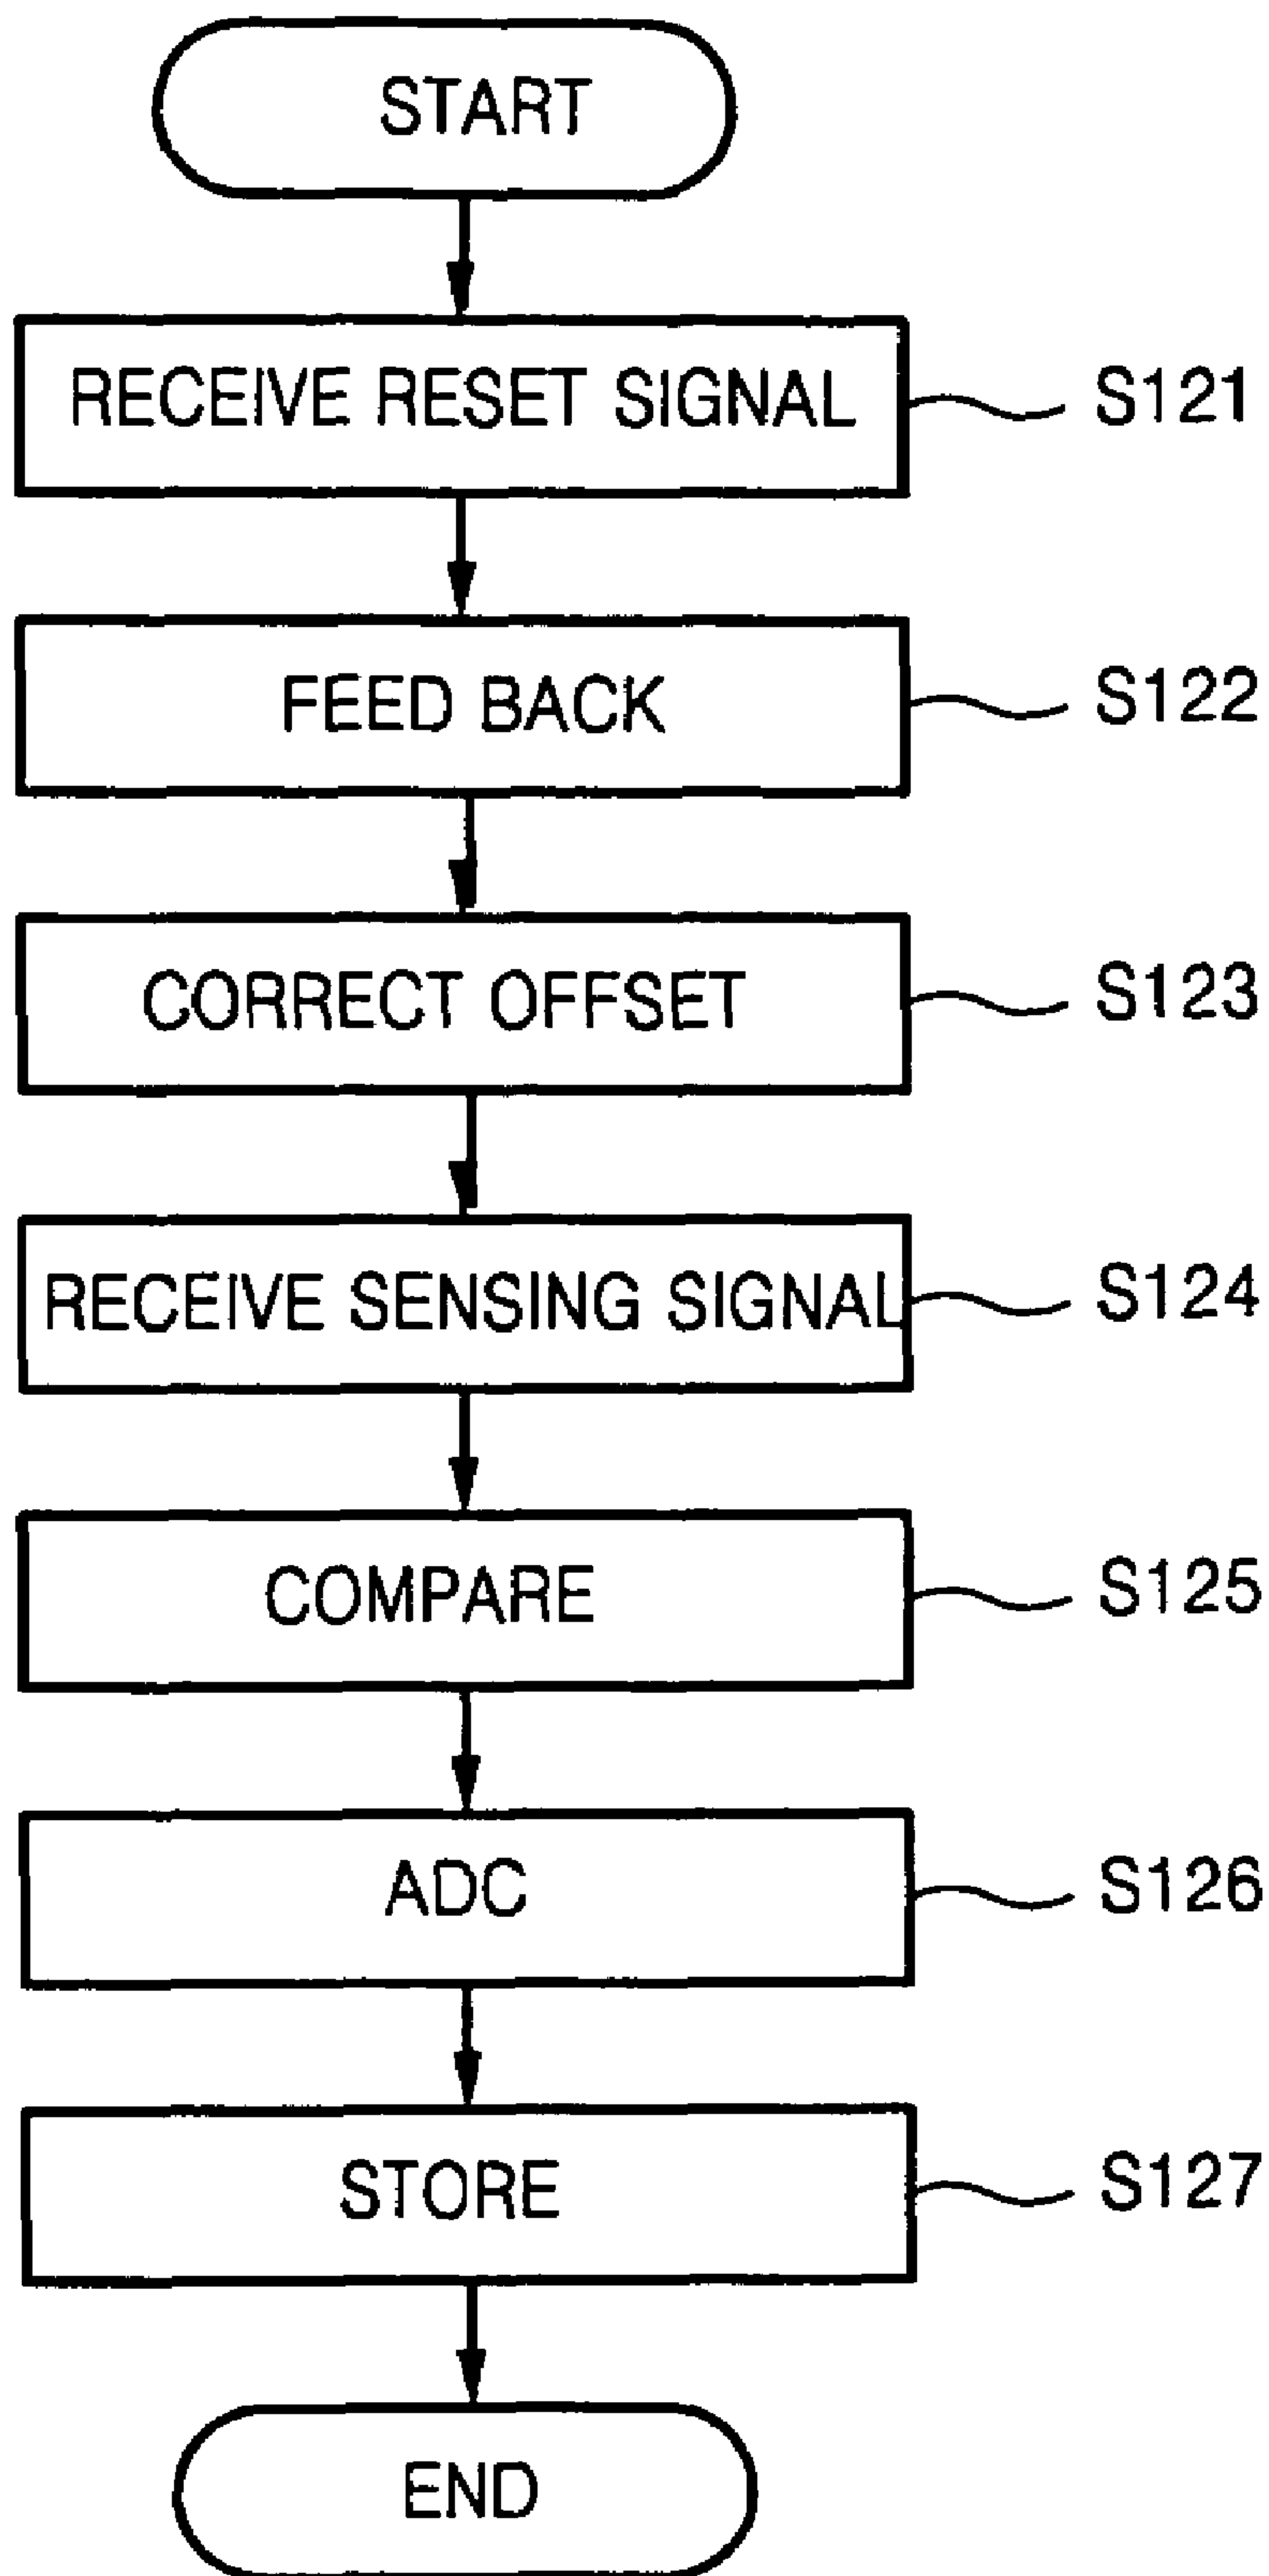 START
RECEIVE RESET SIGNAL S121
FEED BACK S122
CORRECT OFFSET S123
RECEIVE SENSING SIGNAL S124
COMPARE S125
ADC S126
STORE S127
END